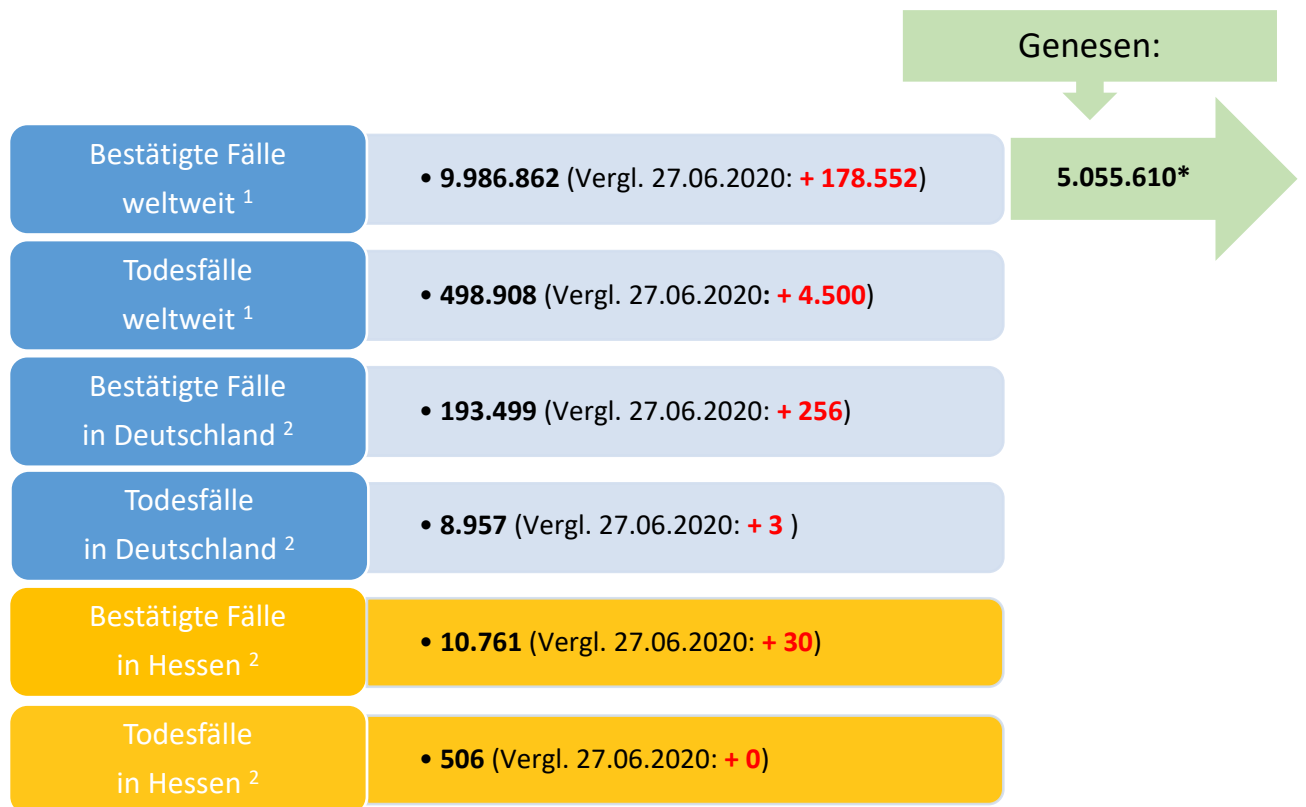 Genesen:
Bestätigte Fälle
weltweit ¹
• 9.986.862 (Vergl. 27.06.2020: + 178.552)
5.055.610*
Todesfälle
weltweit ¹
• 498.908 (Vergl. 27.06.2020: + 4.500)
Bestätigte Fälle
in Deutschland ²
• 193.499 (Vergl. 27.06.2020: + 256)
Todesfälle
in Deutschland ²
• 8.957 (Vergl. 27.06.2020: + 3 )
Bestätigte Fälle
in Hessen ²
• 10.761 (Vergl. 27.06.2020: + 30)
Todesfälle
in Hessen ²
• 506 (Vergl. 27.06.2020: + 0)